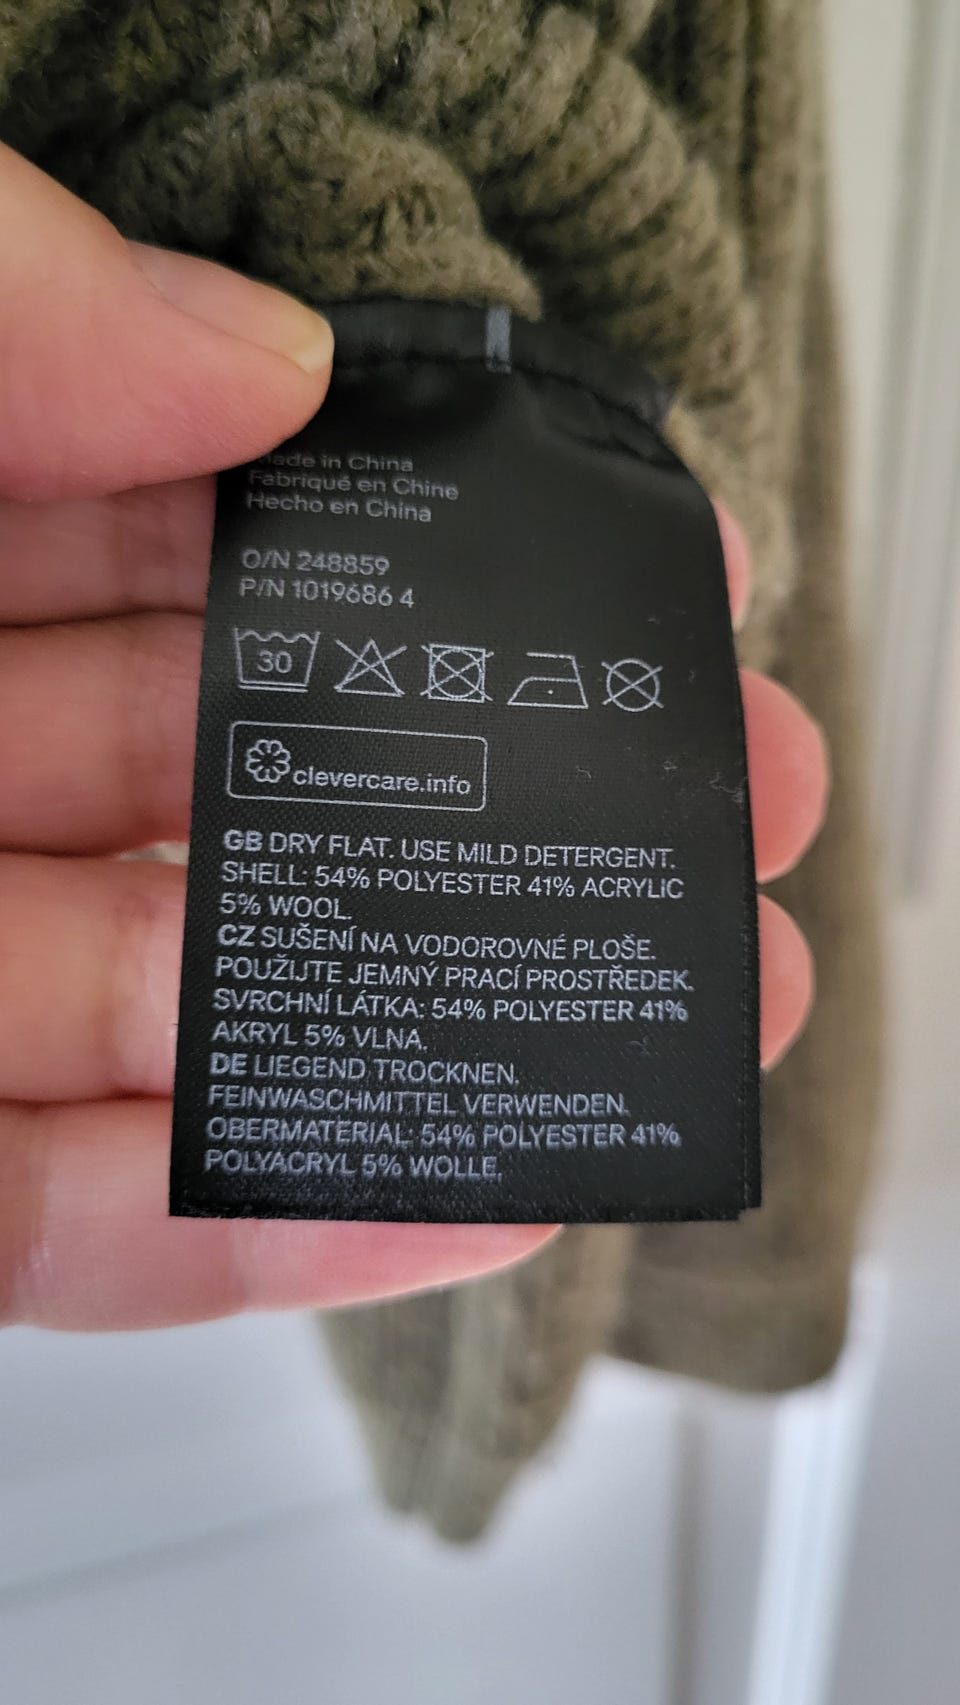 Made in China
Fabriqué en Chine
Hecho en China
O/N 248859
P/N 1019686 4
30
clevercare.info
GB DRY FLAT. USE MILD DETERGENT.
SHELL: 54% POLYESTER 41% ACRYLIC
5% WOOL.
CZ SUŠENÍ NA VODOROVNÉ PLOŠE.
POUŽIJTE JEMNÝ PRACÍ PROSTŘEDEK.
SVRCHNÍ LÁTKA: 54% POLYESTER 41%
AKRYL 5% VLNA.
DE LIEGEND TROCKNEN.
FEINWASCHMITTEL VERWENDEN.
OBERMATERIAL: 54% POLYESTER 41%
POLYACRYL 5% WOLLE.